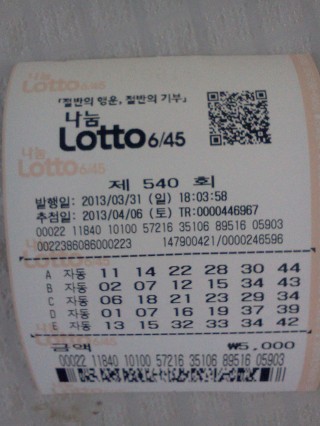 「절반의 행운, 절반의 기부」
나눔
Lotto 6/45
제 540 회
발행일: 2013/03/31 (일) 18:03:58
추첨일: 2013/04/06 (토) TR:0000446967
00022 11840 10100 57216 35106 89516 05903
0022386086000223 147900421/0000246596
A 자동 11 14 22 28 30 44
B 자동 02 07 12 15 34 43
C 자동 06 18 21 23 29 34
D 자동 01 07 16 19 37 39
E 자동 13 15 32 33 34 42
금액 ₩5,000
00022 11840 10100 57216 35106 89516 05903